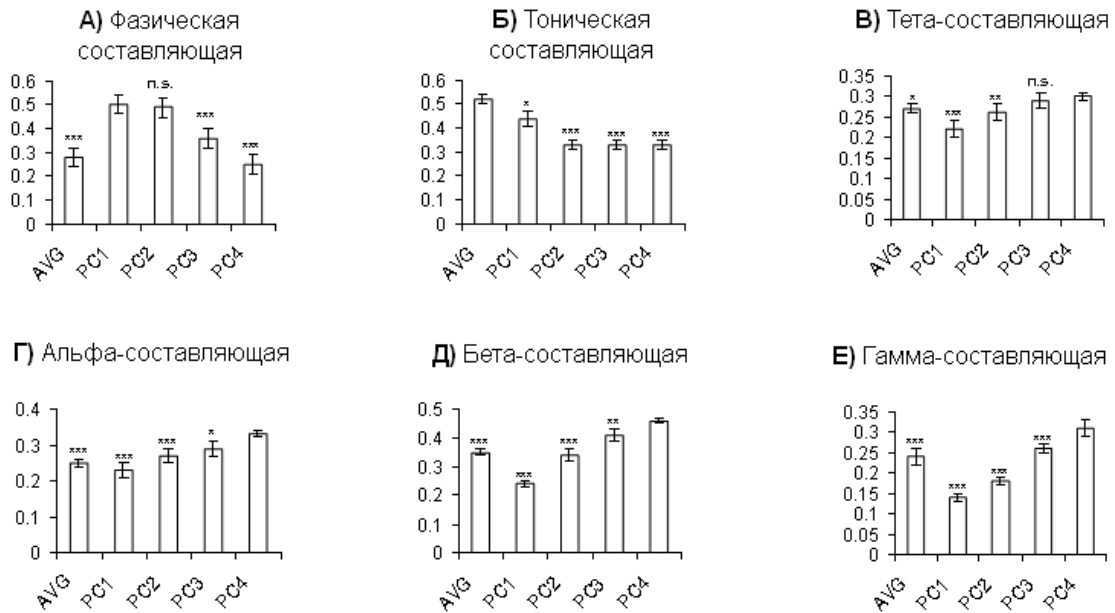 А) Фазическая
составляющая
0.6
0.5
0.4
0.3
0.2
0.1
0
***
n.s.
***
***
AVG
PC1
PC2
PC3
PC4
Б) Тоническая
составляющая
0.6
0.5
0.4
0.3
0.2
0.1
0
*
***
***
***
AVG
PC1
PC2
PC3
PC4
В) Тета-составляющая
0.35
0.3
0.25
0.2
0.15
0.1
0.05
0
*
***
**
n.s.
AVG
PC1
PC2
PC3
PC4
Г) Альфа-составляющая
0.4
0.3
0.2
0.1
0
***
***
***
*
AVG
PC1
PC2
PC3
PC4
Д) Бета-составляющая
0.5
0.4
0.3
0.2
0.1
0
***
***
***
**
AVG
PC1
PC2
PC3
PC4
Е) Гамма-составляющая
0.35
0.3
0.25
0.2
0.15
0.1
0.05
0
***
***
***
***
AVG
PC1
PC2
PC3
PC4